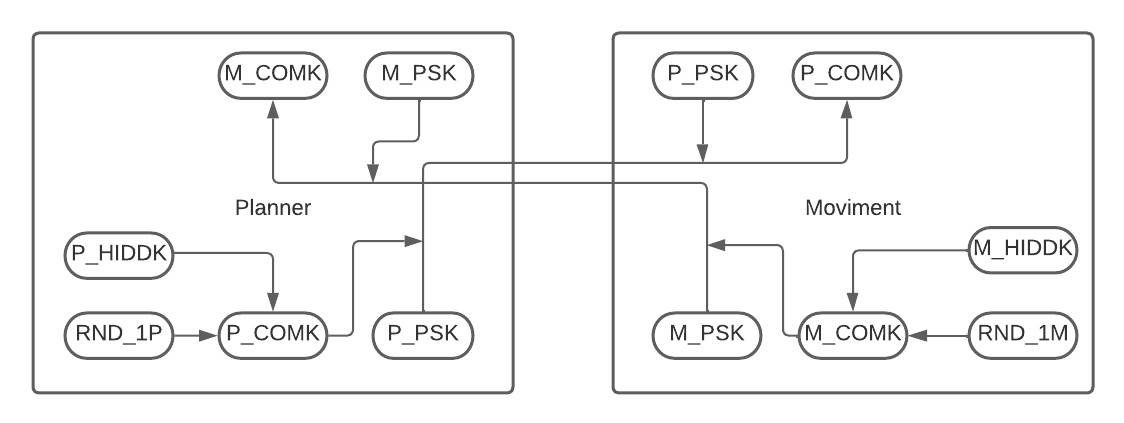 M_COMK
M_PSK
P_PSK
P_COMK
Planner
Moviment
P_HIDDK
M_HIDDK
RND_1P
P_COMK
P_PSK
M_PSK
M_COMK
RND_1M